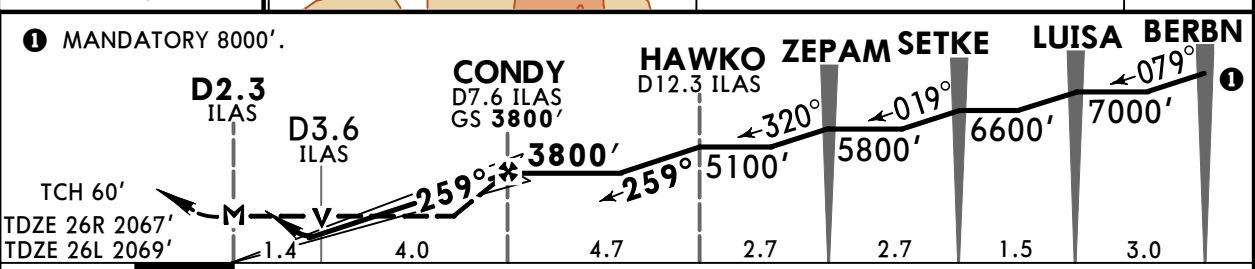 ❶ MANDATORY 8000'.
D2.3
ILAS
D3.6
ILAS
CONDY
D7.6 ILAS
GS 3800'
HAWKO
D12.3 ILAS
ZEPAM
SETKE
LUISA
BERBN
❶
079°
7000'
6600'
019°
5800'
320°
5100'
259°
3800'
259°
TCH 60'
M
V
TDZE 26R 2067'
TDZE 26L 2069'
1.4 4.0 4.7 2.7 2.7 1.5 3.0